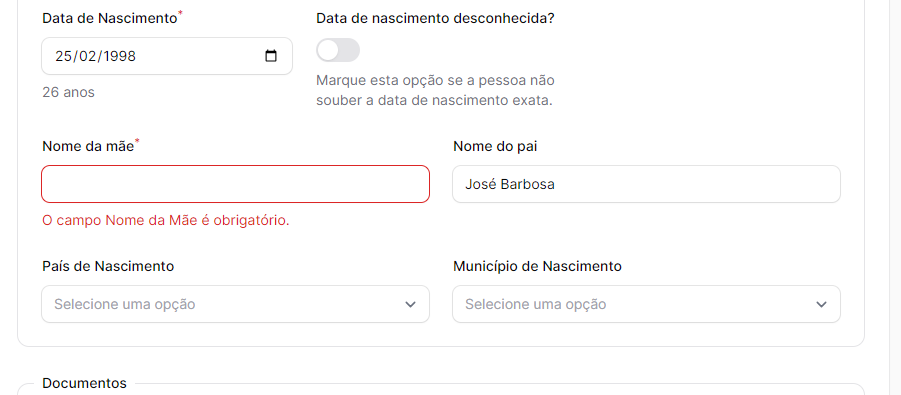 Data de Nascimento*
Data de nascimento desconhecida?
25/02/1998
26 anos
Marque esta opção se a pessoa não
souber a data de nascimento exata.
Nome da mãe*
Nome do pai
José Barbosa
O campo Nome da Mãe é obrigatório.
País de Nascimento
Município de Nascimento
Selecione uma opção
Selecione uma opção
Documentos